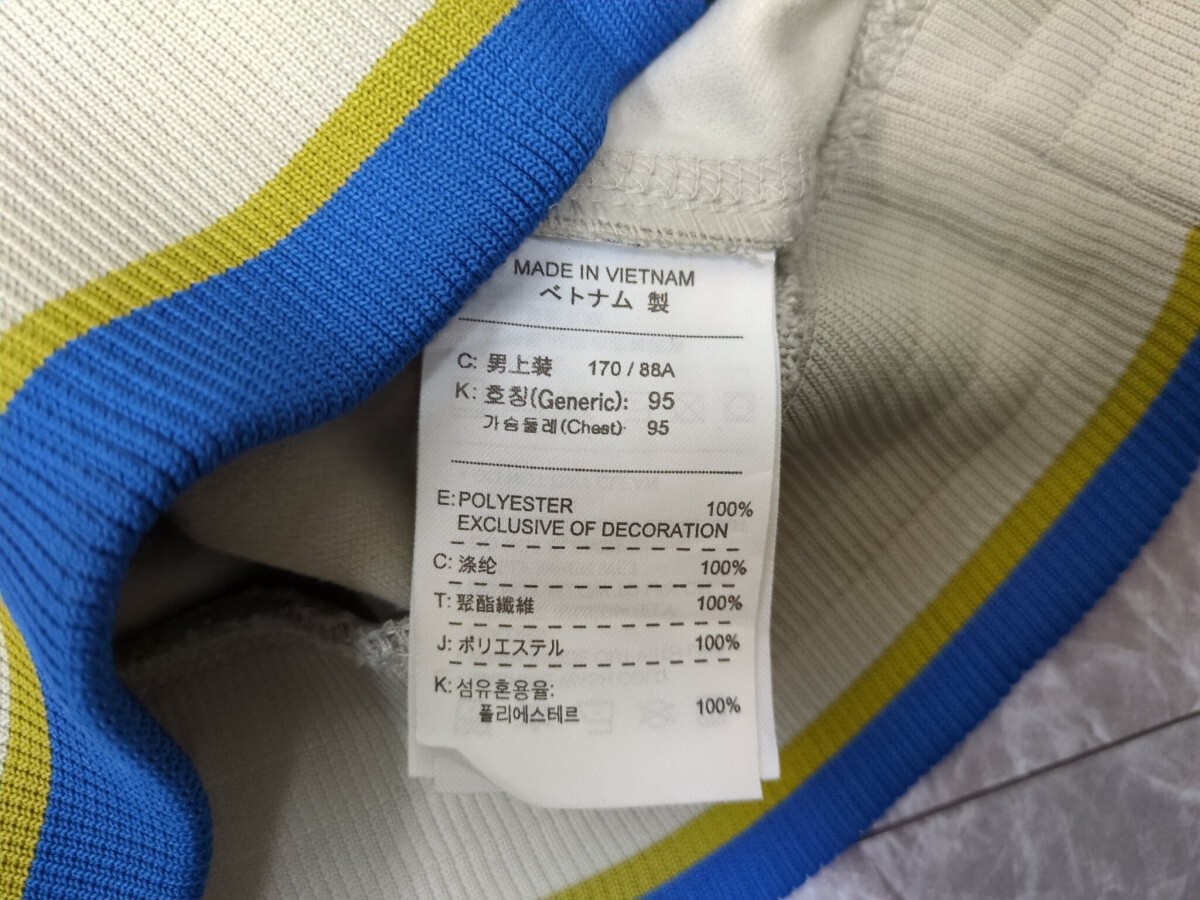 MADE IN VIETNAM
ベトナム 製
C: 男上装 170 / 88A
K: 호칭(Generic): 95
가슴둘레(Chest): 95
E: POLYESTER 100%
EXCLUSIVE OF DECORATION
C: 涤纶 100%
T: 聚酯纖維 100%
J: ポリエステル 100%
K: 섬유혼용율:
폴리에스테르 100%